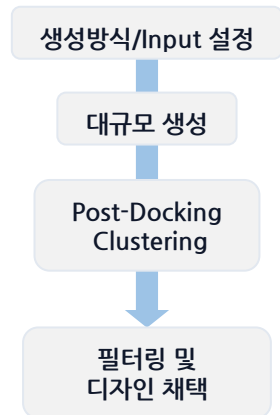 생성방식/Input 설정
대규모 생성
Post-Docking
Clustering
필터링 및
디자인 채택